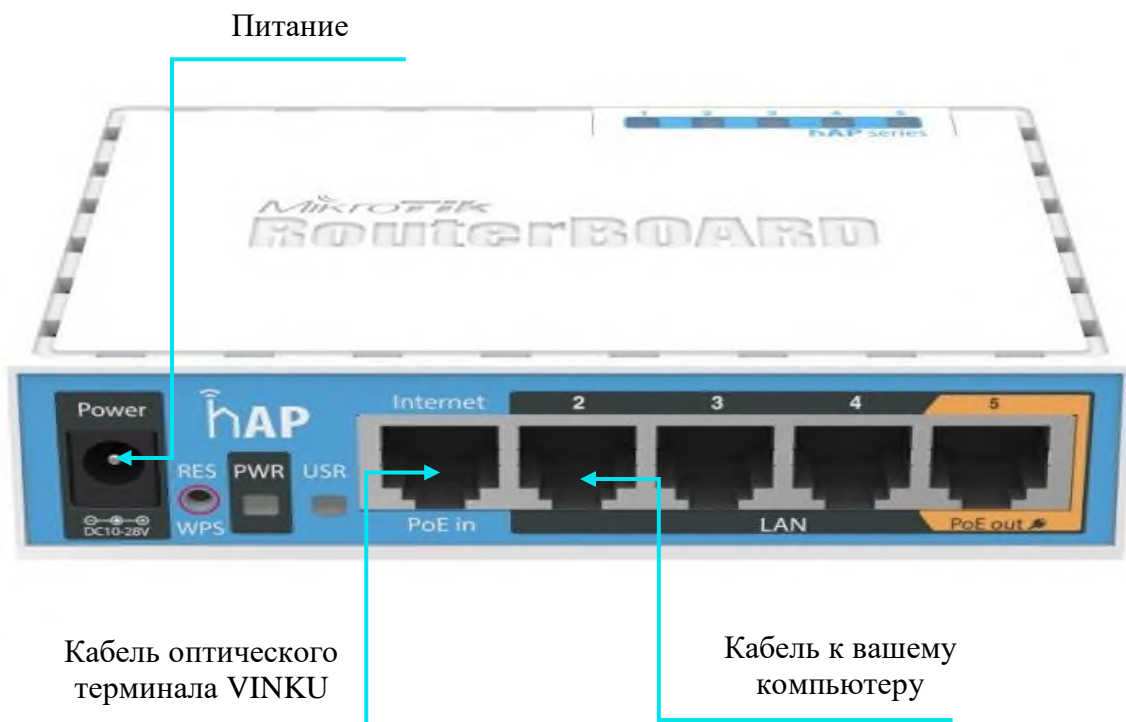 Питание
1 2 3 4 5
hAP series
MikroTik
RouterBOARD
Power
hAP
Internet
2
3
4
5
RES
PWR
USR
DC10-28V
WPS
PoE in
LAN
PoE out
Кабель оптического
терминала VINKU
Кабель к вашему
компьютеру